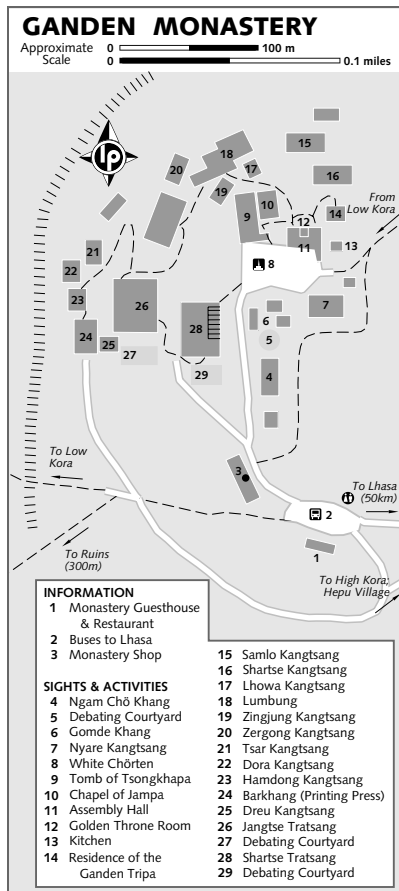 GANDEN MONASTERY
Approximate
Scale
0 100 m
0 0.1 miles
lp
18
15
20
17
16
19
10
9
From
Low Kora
14
12
11
13
21
8
22
23
26
7
6
28
5
24
25
27
4
29
To Low
Kora
3
To Lhasa
(50km)
2
To Ruins
(300m)
1
To High Kora;
Hepu Village
INFORMATION
1 Monastery Guesthouse
& Restaurant
2 Buses to Lhasa
3 Monastery Shop
SIGHTS & ACTIVITIES
4 Ngam Chö Khang
5 Debating Courtyard
6 Gomde Khang
7 Nyare Kangtsang
8 White Chörten
9 Tomb of Tsongkhapa
10 Chapel of Jampa
11 Assembly Hall
12 Golden Throne Room
13 Kitchen
14 Residence of the
Ganden Tripa
15 Samlo Kangtsang
16 Shartse Kangtsang
17 Lhowa Kangtsang
18 Lumbung
19 Zingjung Kangtsang
20 Zergong Kangtsang
21 Tsar Kangtsang
22 Dora Kangtsang
23 Hamdong Kangtsang
24 Barkhang (Printing Press)
25 Dreu Kangtsang
26 Jangtse Tratsang
27 Debating Courtyard
28 Shartse Tratsang
29 Debating Courtyard